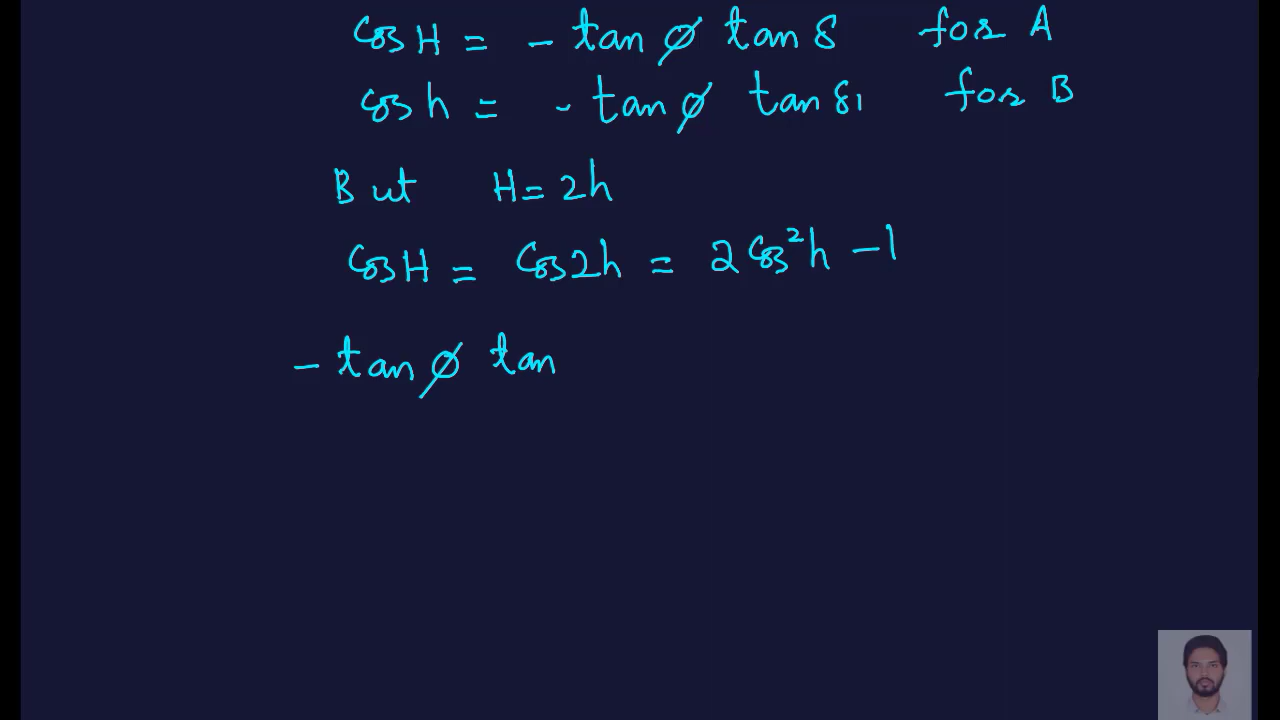 cos H = - tan ϕ tan δ for A
cos h = - tan ϕ tan δ1 for B
But H = 2h
cos H = cos 2h = 2 cos²h - 1
- tan ϕ tan